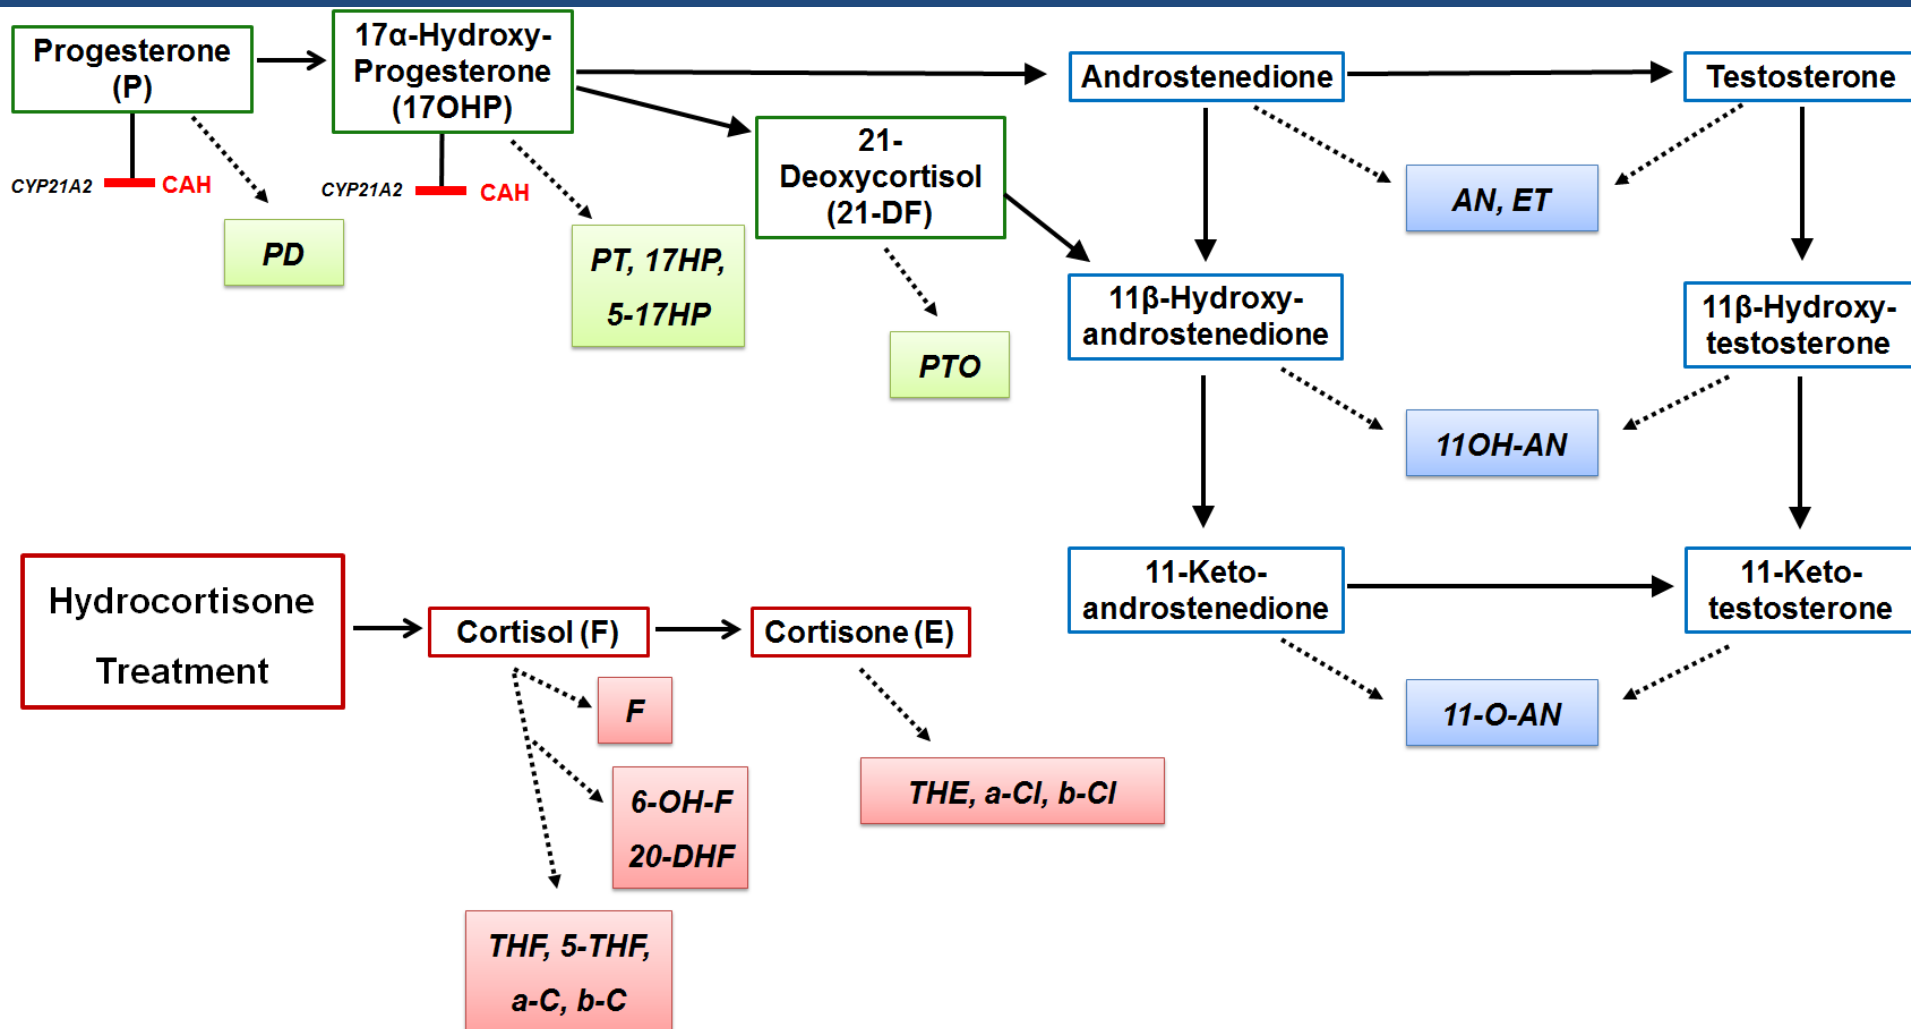 Progesterone
(P)
17α-Hydroxy-
Progesterone
(17OHP)
Androstenedione
Testosterone
21-
Deoxycortisol
(21-DF)
CYP21A2
CAH
CYP21A2
CAH
AN, ET
PD
PT, 17HP,
5-17HP
11β-Hydroxy-
androstenedione
11β-Hydroxy-
testosterone
PTO
11OH-AN
Hydrocortisone
Treatment
Cortisol (F)
Cortisone (E)
11-Keto-
androstenedione
11-Keto-
testosterone
F
11-O-AN
6-OH-F
20-DHF
THE, a-Cl, b-Cl
THF, 5-THF,
a-C, b-C